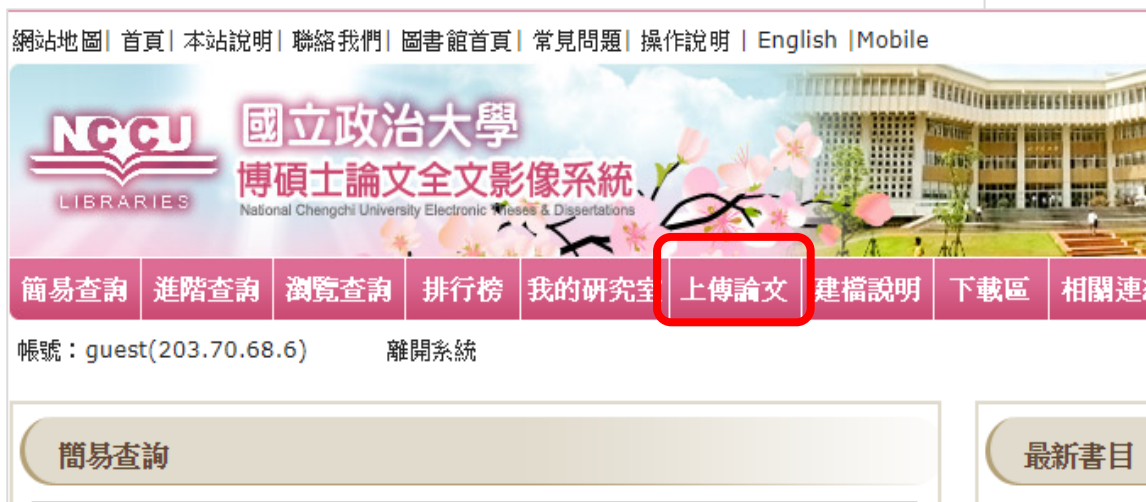 網站地圖| 首頁| 本站說明| 聯絡我們| 圖書館首頁| 常見問題| 操作說明 | English |Mobile
NCCU
LIBRARIES
國立政治大學
博碩士論文全文影像系統
National Chengchi University Electronic Theses & Dissertations
簡易查詢 進階查詢 瀏覽查詢 排行榜 我的研究室 上傳論文 建檔說明 下載區 相關連
帳號：guest(203.70.68.6) 離開系統
簡易查詢 最新書目